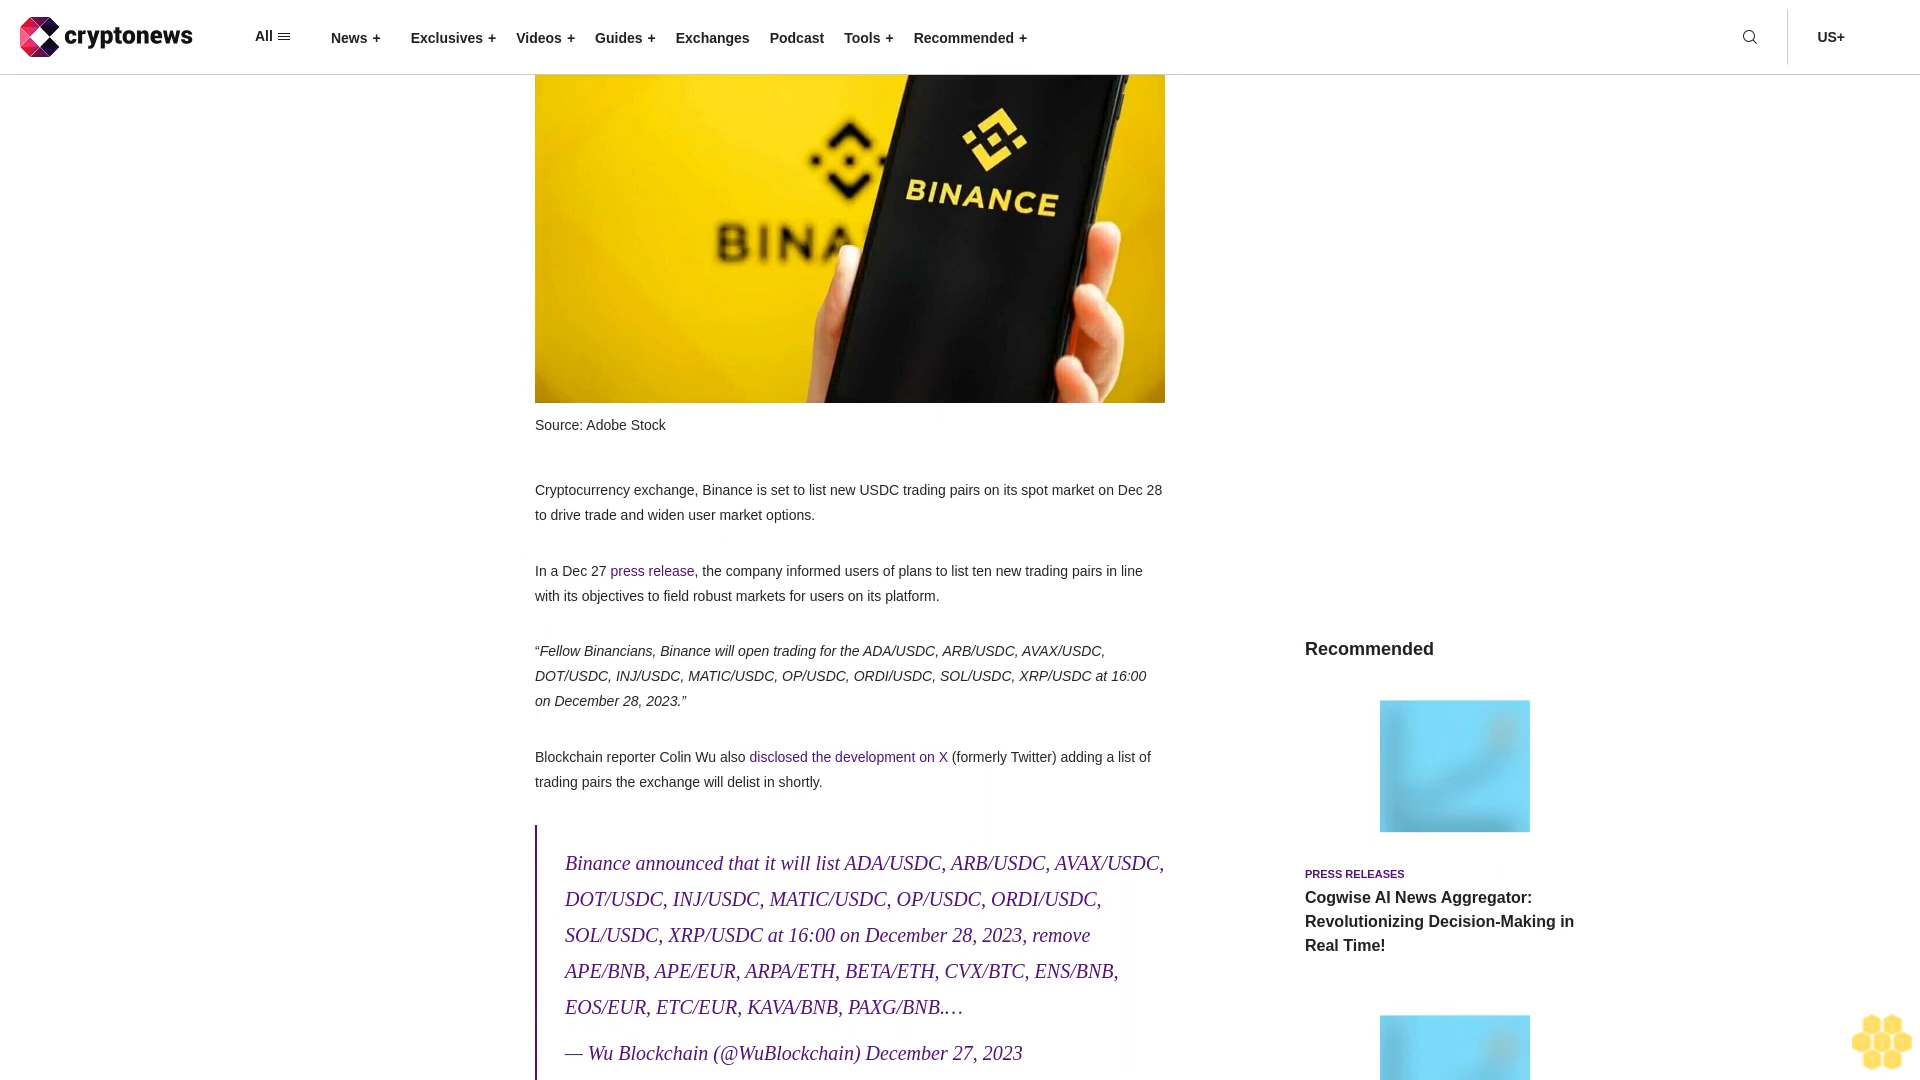 cryptonews
All
News +
Exclusives +
Videos +
Guides +
Exchanges
Podcast
Tools +
Recommended +
US+
BINANCE
BINA
Source: Adobe Stock
Cryptocurrency exchange, Binance is set to list new USDC trading pairs on its spot market on Dec 28
to drive trade and widen user market options.
In a Dec 27 press release, the company informed users of plans to list ten new trading pairs in line
with its objectives to field robust markets for users on its platform.
“Fellow Binancians, Binance will open trading for the ADA/USDC, ARB/USDC, AVAX/USDC,
DOT/USDC, INJ/USDC, MATIC/USDC, OP/USDC, ORDI/USDC, SOL/USDC, XRP/USDC at 16:00
on December 28, 2023.”
Blockchain reporter Colin Wu also disclosed the development on X (formerly Twitter) adding a list of
trading pairs the exchange will delist in shortly.
Binance announced that it will list ADA/USDC, ARB/USDC, AVAX/USDC,
DOT/USDC, INJ/USDC, MATIC/USDC, OP/USDC, ORDI/USDC,
SOL/USDC, XRP/USDC at 16:00 on December 28, 2023, remove
APE/BNB, APE/EUR, ARPA/ETH, BETA/ETH, CVX/BTC, ENS/BNB,
EOS/EUR, ETC/EUR, KAVA/BNB, PAXG/BNB.…
— Wu Blockchain (@WuBlockchain) December 27, 2023
Recommended
PRESS RELEASES
Cogwise AI News Aggregator:
Revolutionizing Decision-Making in
Real Time!